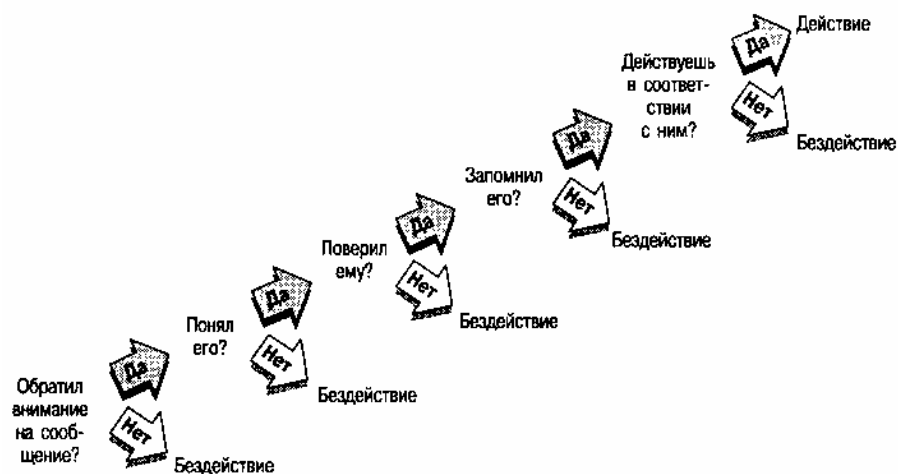 Да
Действие
Действуешь
в соответ-
ствии
с ним?
Нет
Бездействие
Да
Запомнил
его?
Нет
Бездействие
Да
Поверил
ему?
Нет
Бездействие
Да
Понял
его?
Нет
Бездействие
Да
Обратил
внимание
на сооб-
щение?
Нет
Бездействие